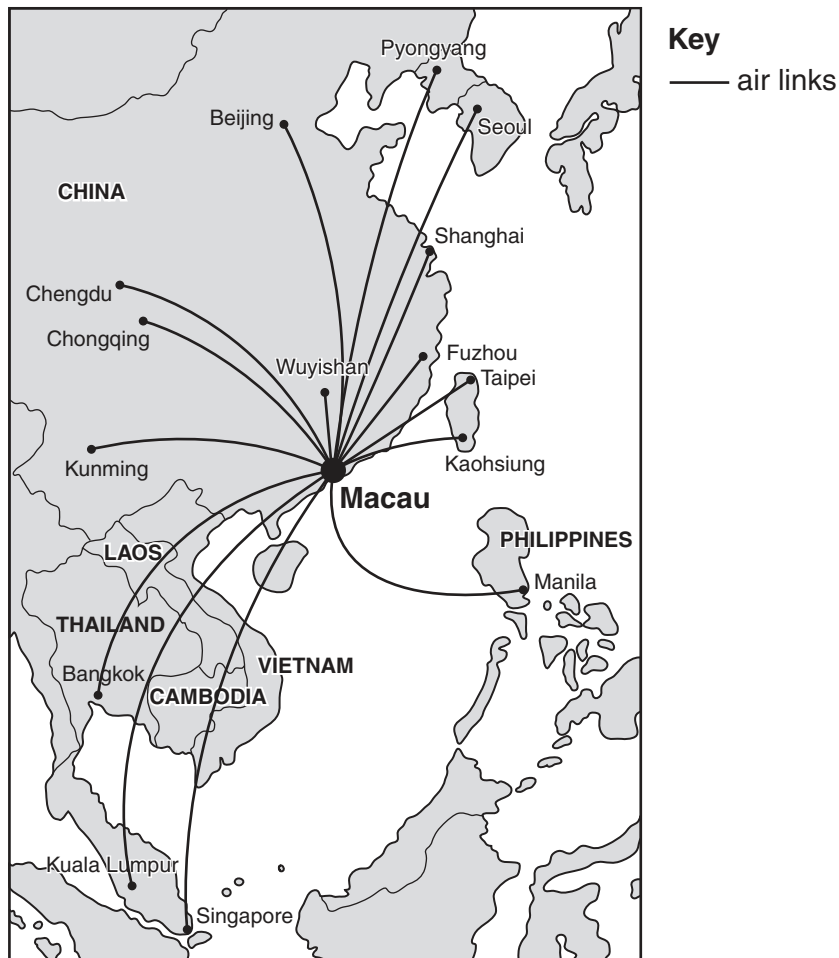 Key
air links
Pyongyang
Beijing
Seoul
CHINA
Shanghai
Chengdu
Chongqing
Fuzhou
Wuyishan
Taipei
Kunming
Kaohsiung
Macau
PHILIPPINES
LAOS
Manila
THAILAND
VIETNAM
Bangkok
CAMBODIA
Kuala Lumpur
Singapore